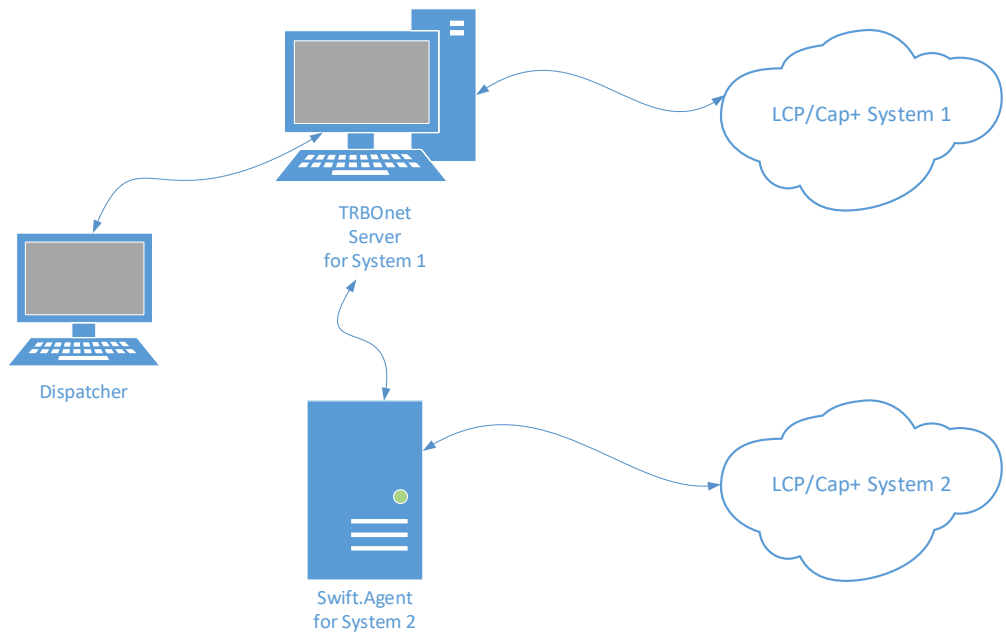 LCP/Cap+ System 1
TRBOnet
Server
for System 1
Dispatcher
LCP/Cap+ System 2
Swift.Agent
for System 2